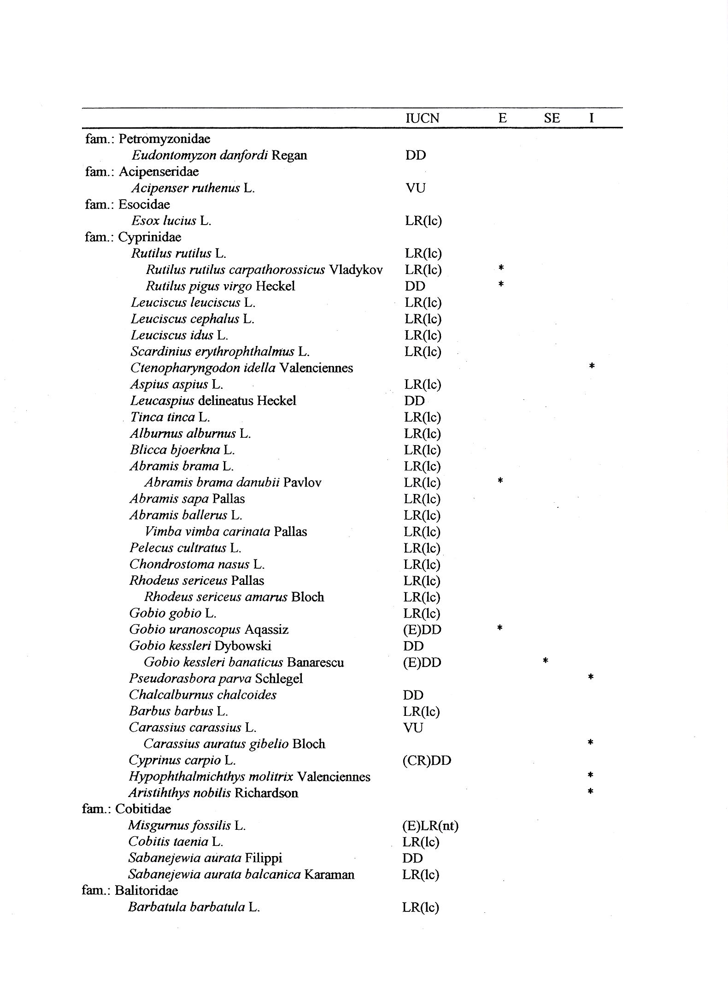 IUCN E SE I
fam.: Petromyzonidae
Eudontomyzon danfordi Regan DD
fam.: Acipenseridae
Acipenser ruthenus L. VU
fam.: Esocidae
Esox lucius L. LR(lc)
fam.: Cyprinidae
Rutilus rutilus L. LR(lc)
Rutilus rutilus carpathorossicus Vladykov LR(lc) *
Rutilus pigus virgo Heckel DD *
Leuciscus leuciscus L. LR(lc)
Leuciscus cephalus L. LR(lc)
Leuciscus idus L. LR(lc)
Scardinius erythrophthalmus L. LR(lc)
Ctenopharyngodon idella Valenciennes *
Aspius aspius L. LR(lc)
Leucaspius delineatus Heckel DD
Tinca tinca L. LR(lc)
Alburnus alburnus L. LR(lc)
Blicca bjoerkna L. LR(lc)
Abramis brama L. LR(lc)
Abramis brama danubii Pavlov LR(lc) *
Abramis sapa Pallas LR(lc)
Abramis ballerus L. LR(lc)
Vimba vimba carinata Pallas LR(lc)
Pelecus cultratus L. LR(lc)
Chondrostoma nasus L. LR(lc)
Rhodeus sericeus Pallas LR(lc)
Rhodeus sericeus amarus Bloch LR(lc)
Gobio gobio L. LR(lc)
Gobio uranoscopus Aqassiz (E)DD *
Gobio kessleri Dybowski DD
Gobio kessleri banaticus Banarescu (E)DD *
Pseudorasbora parva Schlegel *
Chalcalburnus chalcoides DD
Barbus barbus L. LR(lc)
Carassius carassius L. VU
Carassius auratus gibelio Bloch *
Cyprinus carpio L. (CR)DD
Hypophthalmichthys molitrix Valenciennes *
Aristihthys nobilis Richardson *
fam.: Cobitidae
Misgurnus fossilis L. (E)LR(nt)
Cobitis taenia L. LR(lc)
Sabanejewia aurata Filippi DD
Sabanejewia aurata balcanica Karaman LR(lc)
fam.: Balitoridae
Barbatula barbatula L. LR(lc)